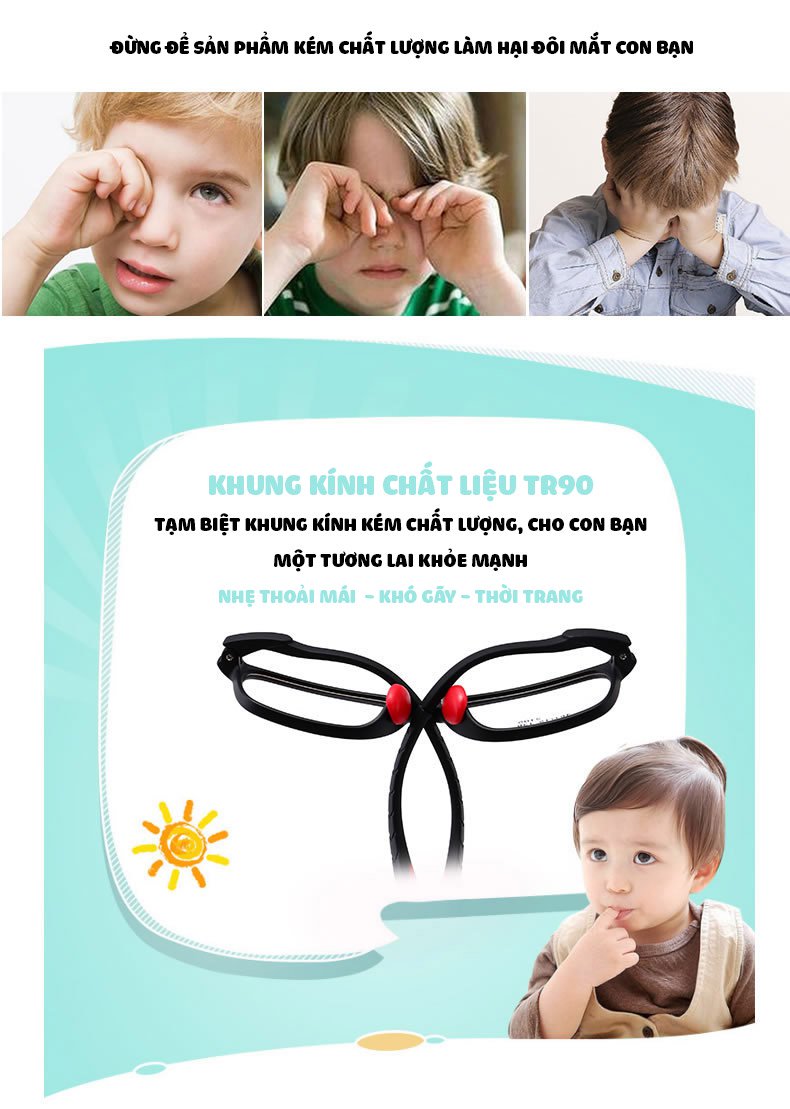 ĐỪNG ĐỂ SẢN PHẨM KÉM CHẤT LƯỢNG LÀM HẠI ĐÔI MẮT CON BẠN
KHUNG KÍNH CHẤT LIỆU TR90
TẠM BIỆT KHUNG KÍNH KÉM CHẤT LƯỢNG, CHO CON BẠN
MỘT TƯƠNG LAI KHỎE MẠNH
NHẸ THOẢI MÁI - KHÓ GÃY - THỜI TRANG